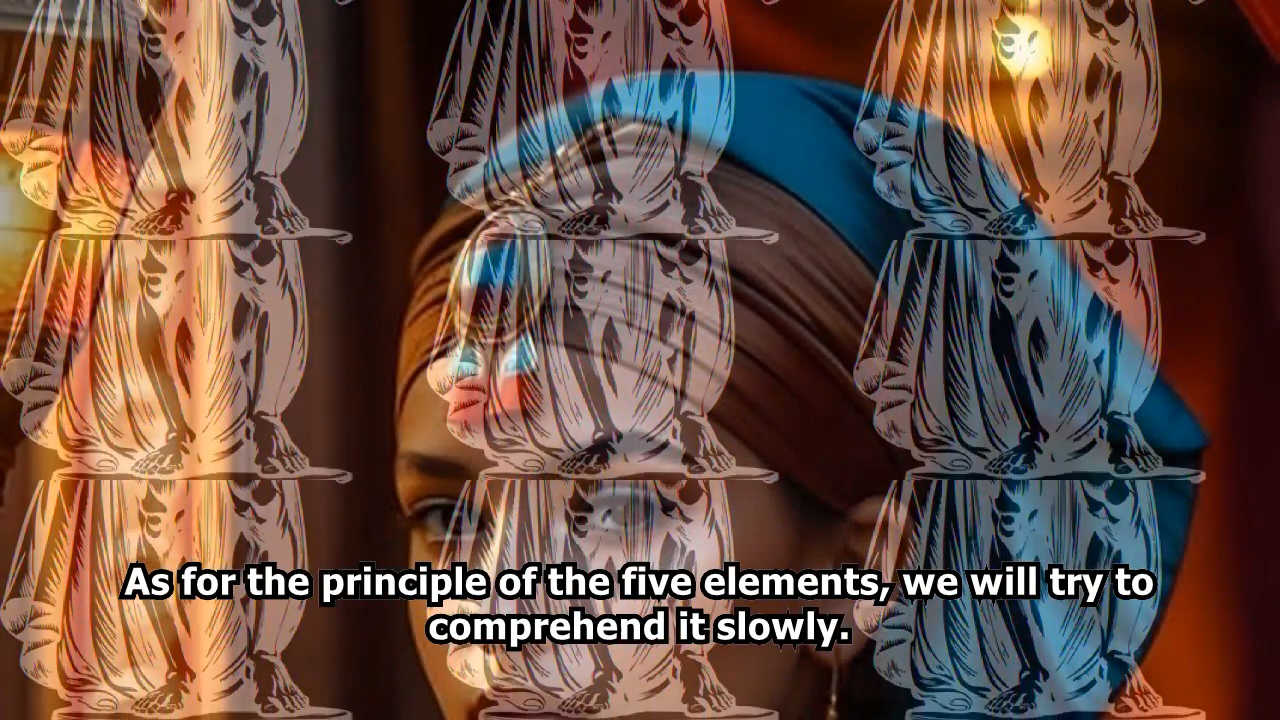 As for the principle of the five elements, we will try to
comprehend it slowly.